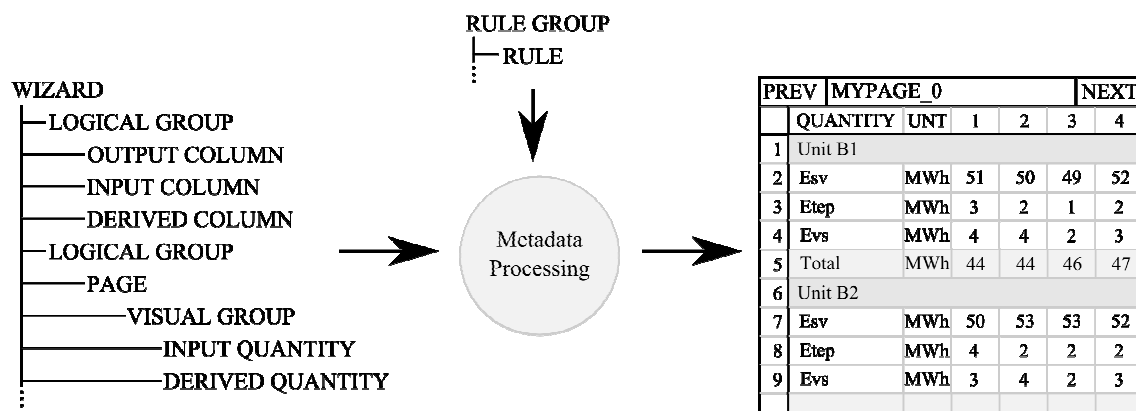 RULE GROUP
RULE
WIZARD
LOGICAL GROUP
OUTPUT COLUMN
INPUT COLUMN
DERIVED COLUMN
LOGICAL GROUP
PAGE
VISUAL GROUP
INPUT QUANTITY
DERIVED QUANTITY
Metadata
Processing
PREV MYPAGE_0 NEXT
QUANTITY UNT 1 2 3 4
1 Unit B1
2 Esv MWh 51 50 49 52
3 Etep MWh 3 2 1 2
4 Evs MWh 4 4 2 3
5 Total MWh 44 44 46 47
6 Unit B2
7 Esv MWh 50 53 53 52
8 Etep MWh 4 2 2 2
9 Evs MWh 3 4 2 3